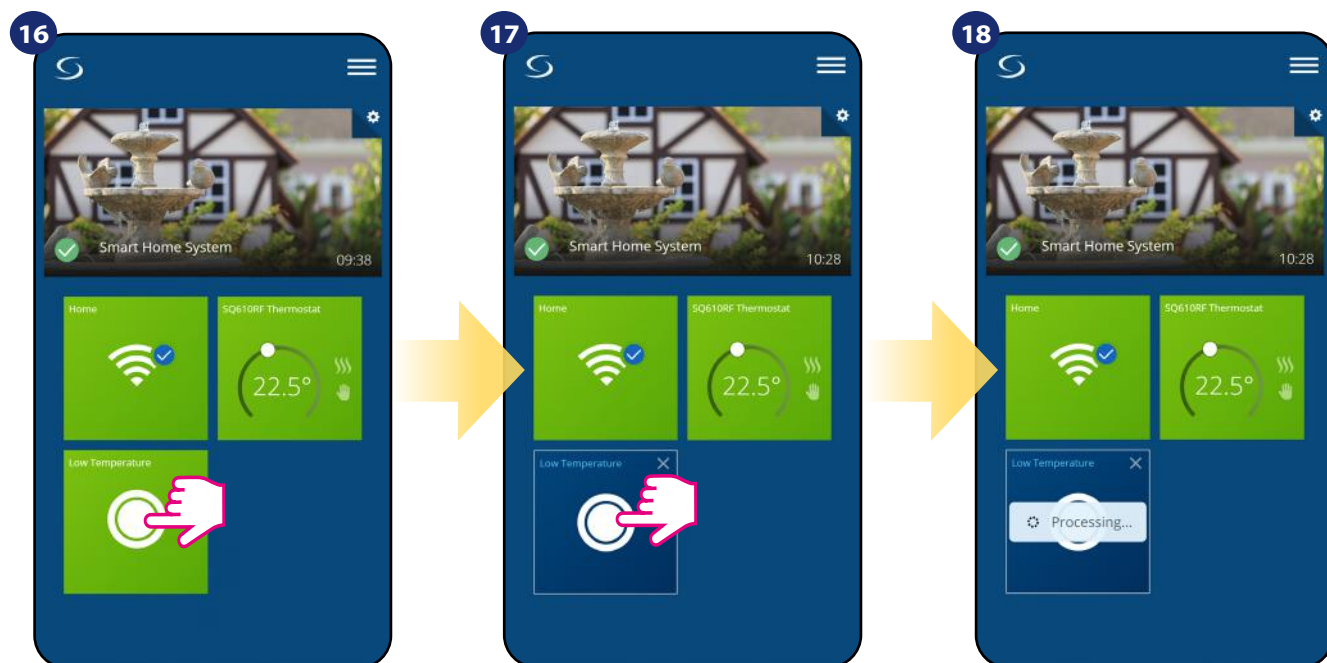 16
Smart Home System
09:38
Home
SQ610RF Thermostat
22.5°
Low Temperature
17
Smart Home System
10:28
Home
SQ610RF Thermostat
22.5°
Low Temperature
18
Smart Home System
10:28
Home
SQ610RF Thermostat
22.5°
Low Temperature
Processing...